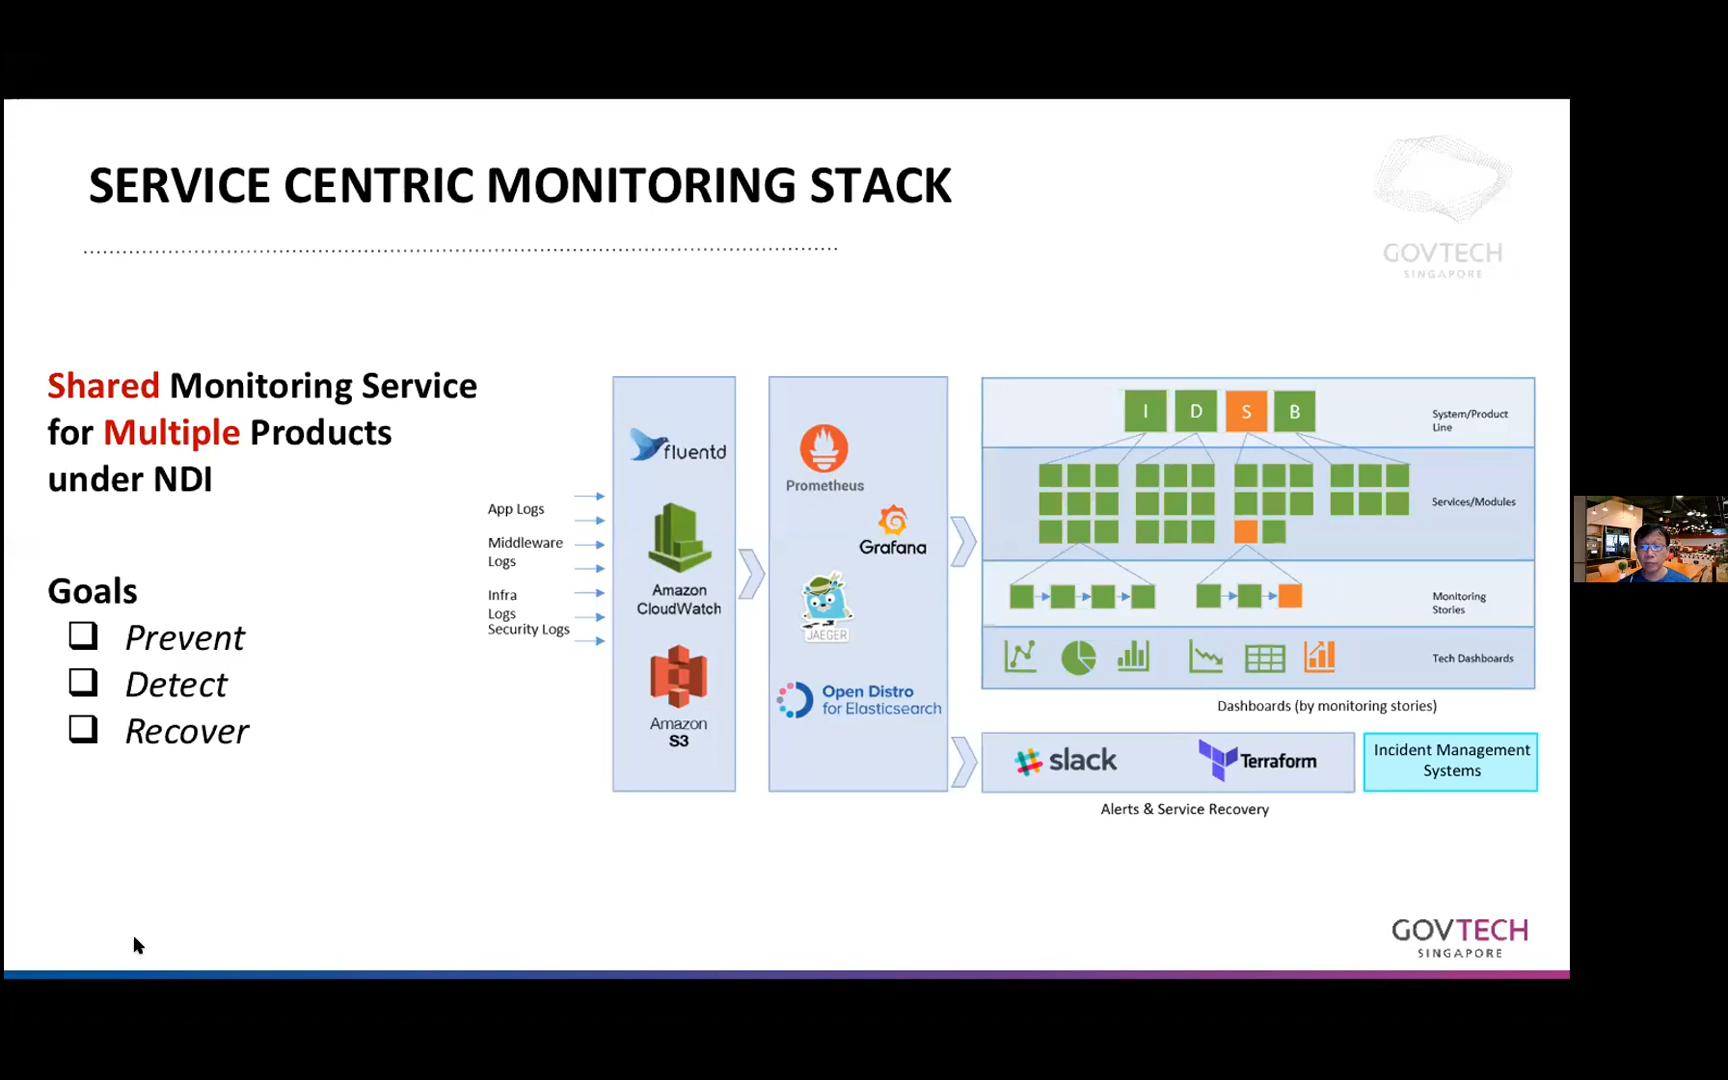 SERVICE CENTRIC MONITORING STACK
GOVTECH
SINGAPORE
Shared Monitoring Service
for Multiple Products
under NDI
Goals
Prevent
Detect
Recover
App Logs
Middleware
Logs
Infra
Logs
Security Logs
fluentd
Amazon
CloudWatch
Amazon
S3
Prometheus
Grafana
JAEGER
Open Distro
for Elasticsearch
I D S B
System/Product
Line
Services/Modules
Monitoring
Stories
Tech Dashboards
Dashboards (by monitoring stories)
slack
Terraform
Incident Management
Systems
Alerts & Service Recovery
GOVTECH
SINGAPORE